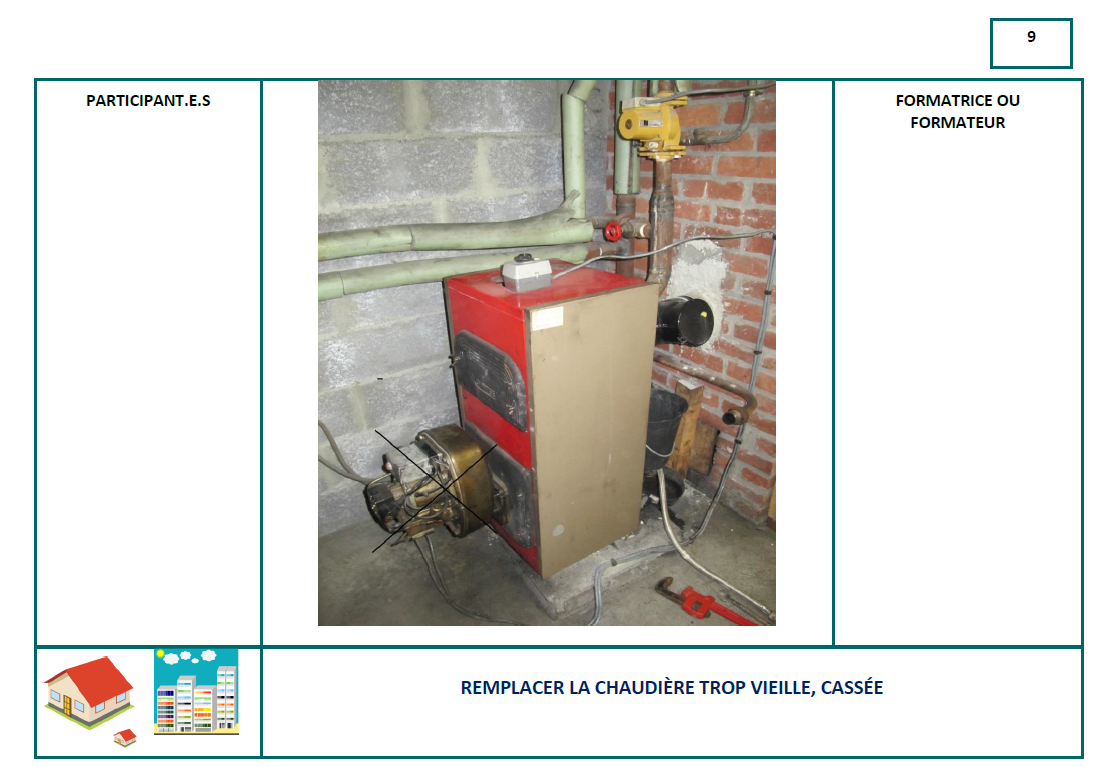 9
PARTICIPANT.E.S
FORMATRICE OU
FORMATEUR
REMPLACER LA CHAUDIÈRE TROP VIEILLE, CASSÉE